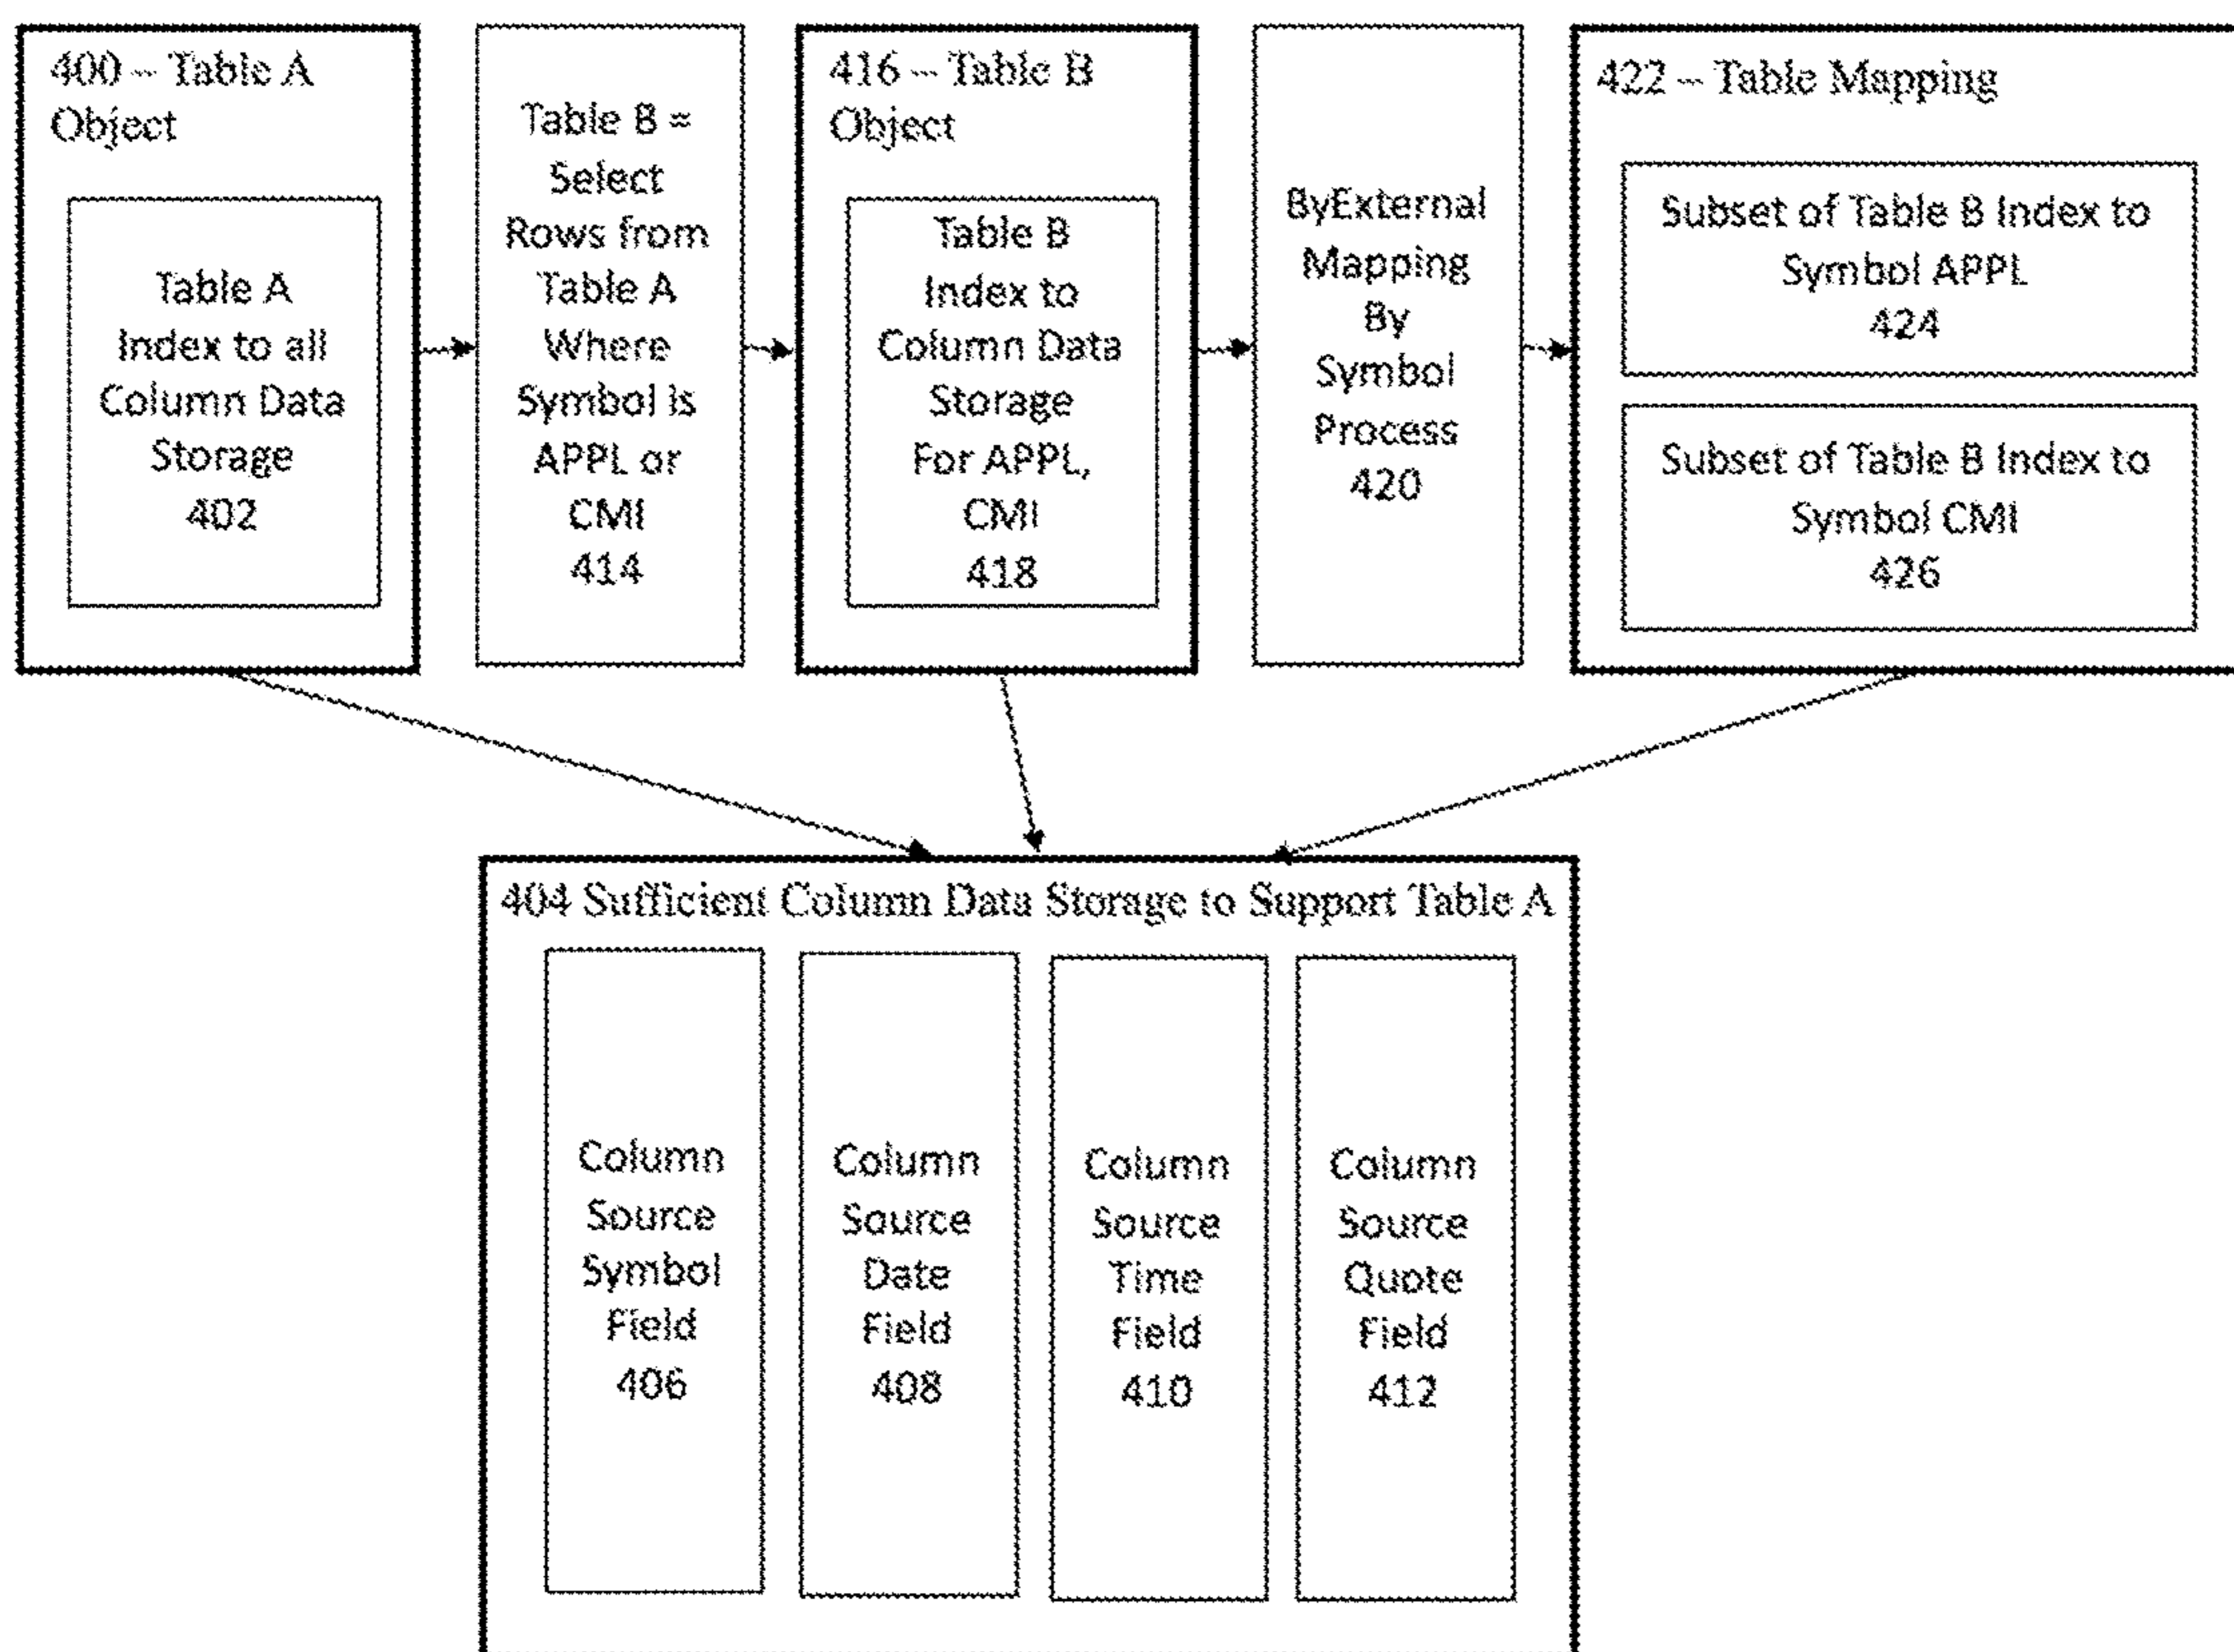 400 – Table A
Object
Table A
Index to all
Column Data
Storage
402
Table B =
Select
Rows from
Table A
Where
Symbol is
APPL or
CMI
414
416 – Table B
Object
Table B
Index to
Column Data
Storage
For APPL,
CMI
418
ByExternal
Mapping
By
Symbol
Process
420
422 – Table Mapping
Subset of Table B Index to
Symbol APPL
424
Subset of Table B Index to
Symbol CMI
426
404 Sufficient Column Data Storage to Support Table A
Column
Source
Symbol
Field
406
Column
Source
Date
Field
408
Column
Source
Time
Field
410
Column
Source
Quote
Field
412